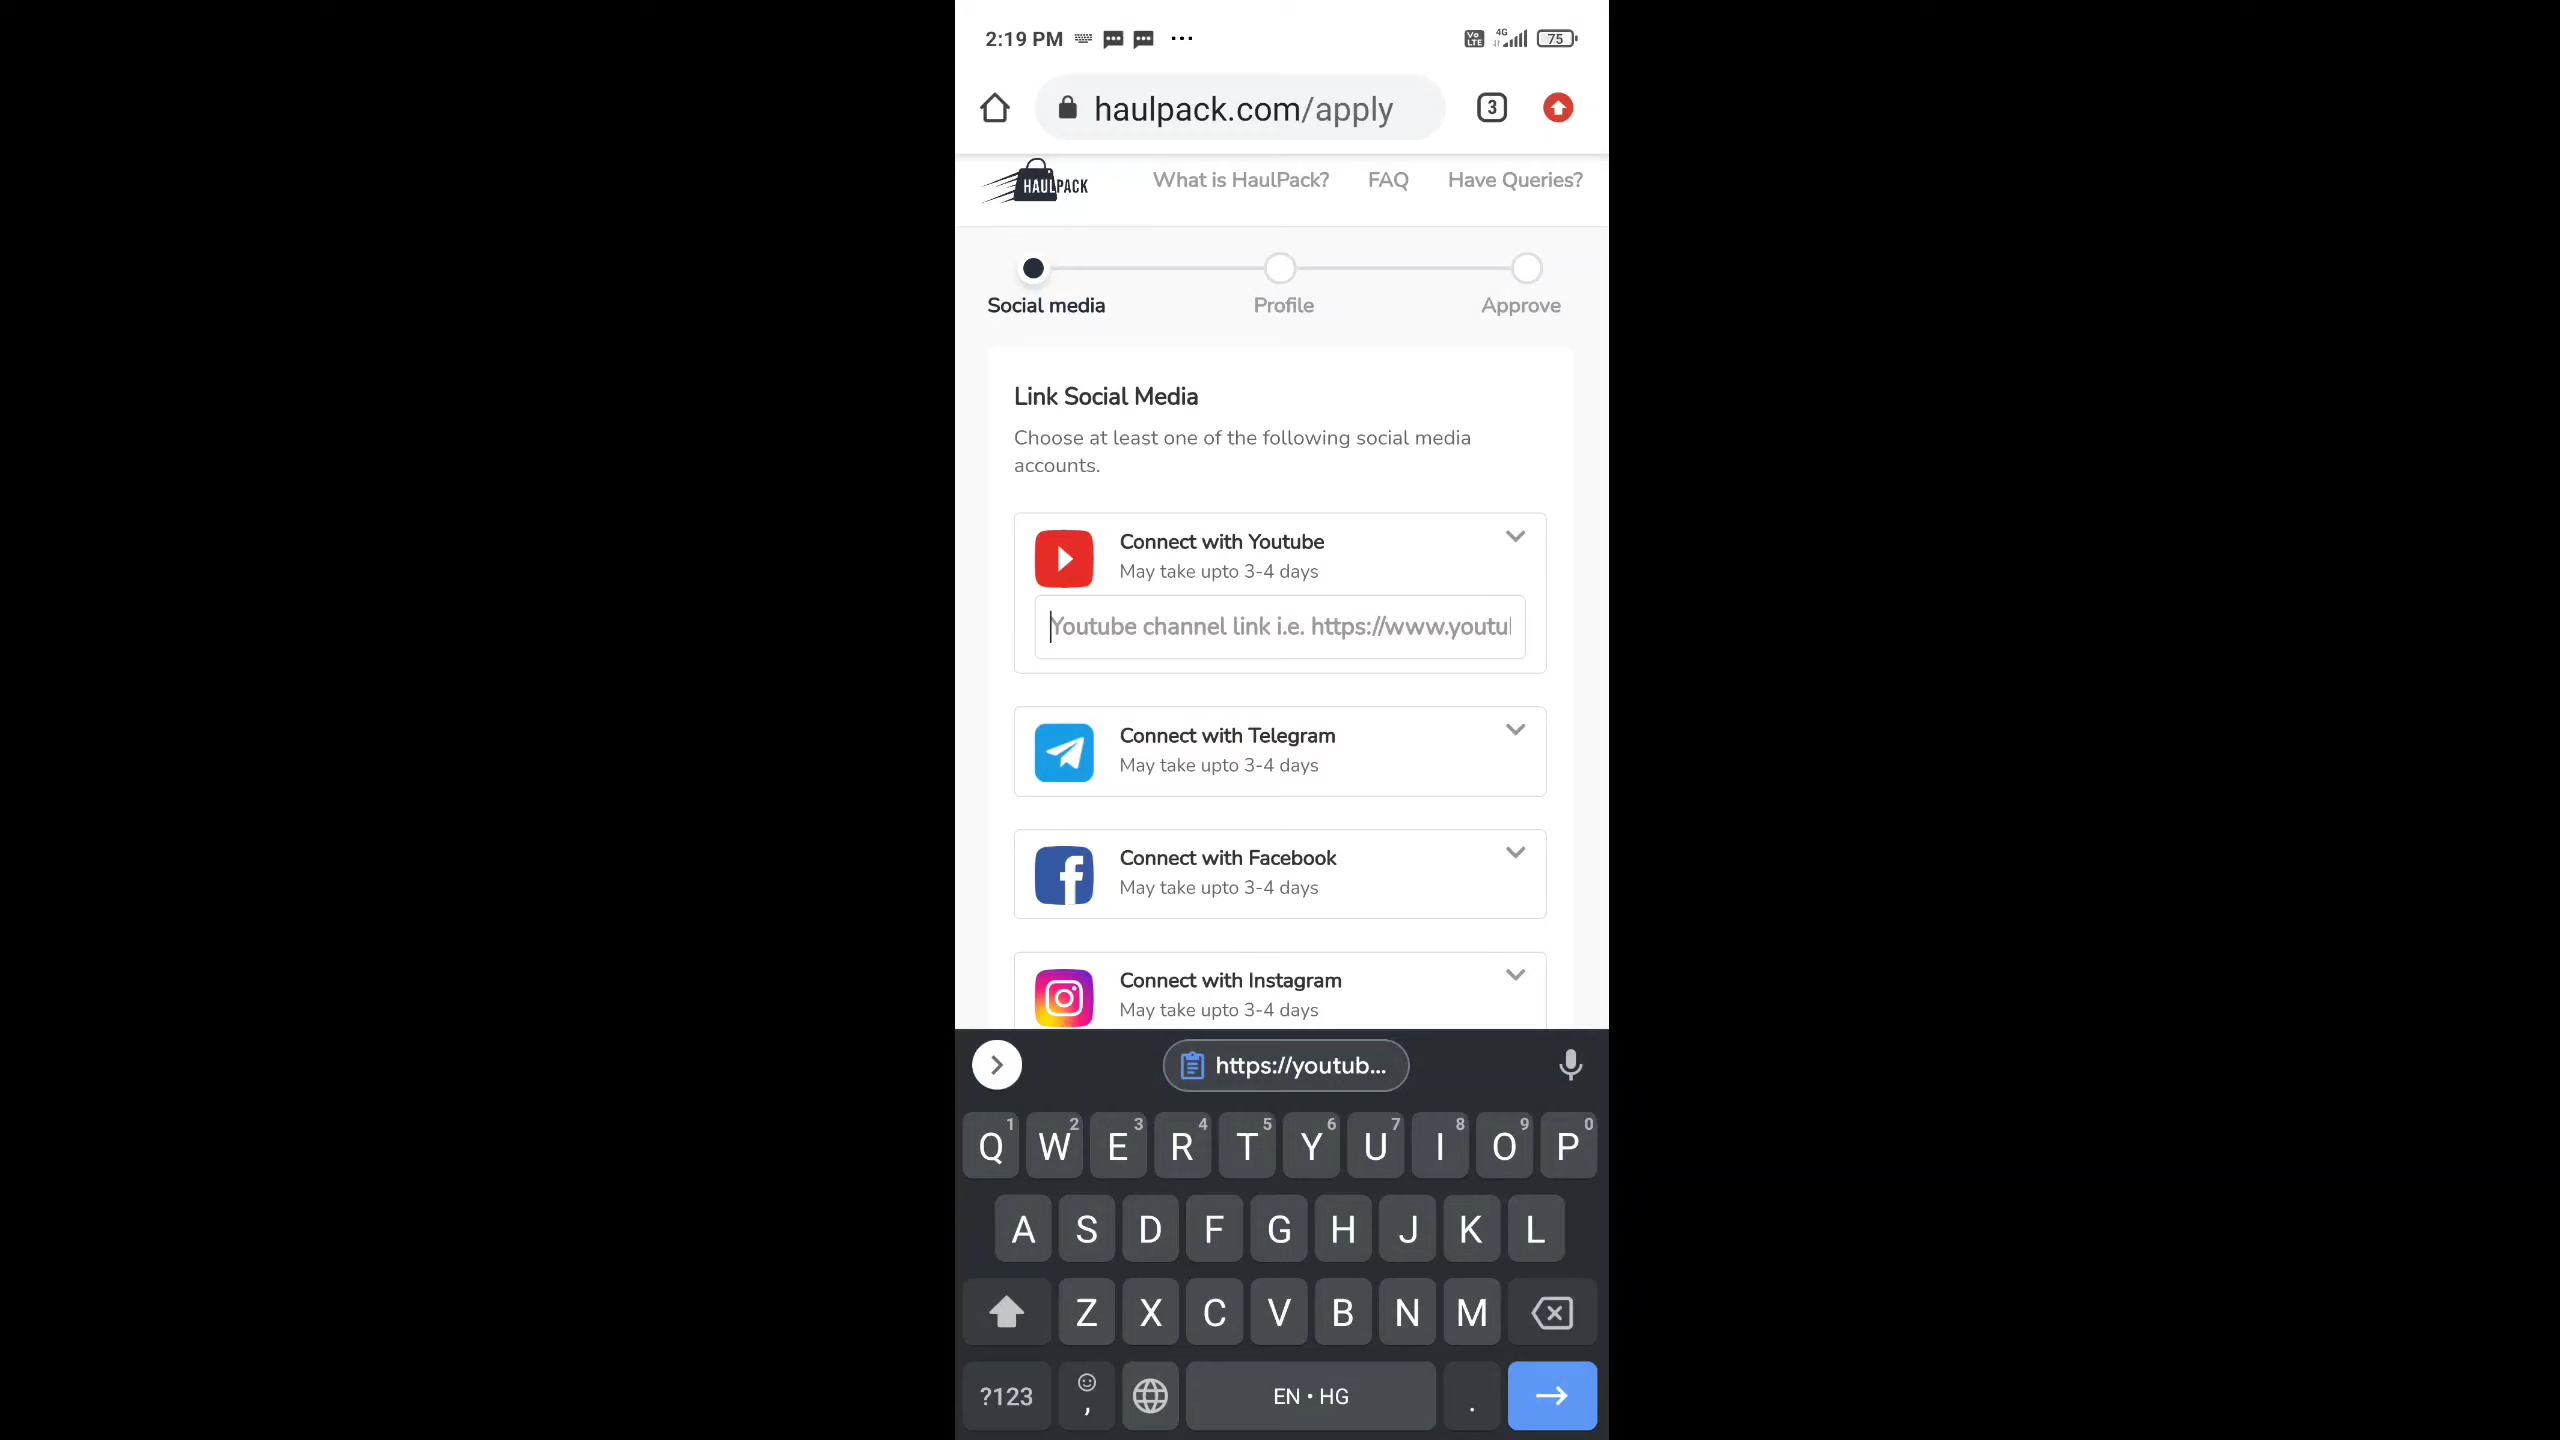 2:19 PM ...
Vo LTE 4G 75
haulpack.com/apply 3
HAULPACK What is HaulPack? FAQ Have Queries?
Social media Profile Approve
Link Social Media
Choose at least one of the following social media
accounts.
Connect with Youtube
May take upto 3-4 days
Youtube channel link i.e. https://www.youtu
Connect with Telegram
May take upto 3-4 days
Connect with Facebook
May take upto 3-4 days
Connect with Instagram
May take upto 3-4 days
https://youtub...
1 2 3 4 5 6 7 8 9 0
Q W E R T Y U I O P
A S D F G H J K L
Z X C V B N M
?123 , EN • HG .